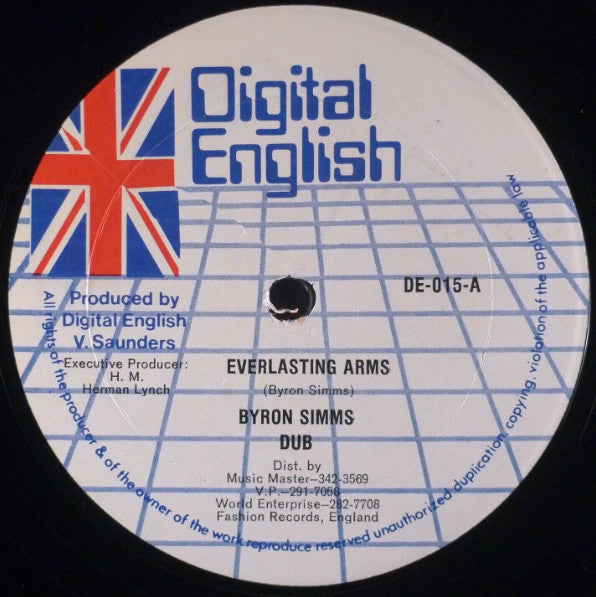 Digital
English
DE-015-A
Produced by
Digital English
V. Saunders
Executive Producer:
H. M.
Herman Lynch
EVERLASTING ARMS
(Byron Simms)
BYRON SIMMS
DUB
Dist. by
Music Master—342-3569
V.P.—291-7058
World Enterprise—282-7708
Fashion Records, England
All rights of the producer & of the owner of the work reproduce reserved unauthorized duplication, copying, violation of the applicable law